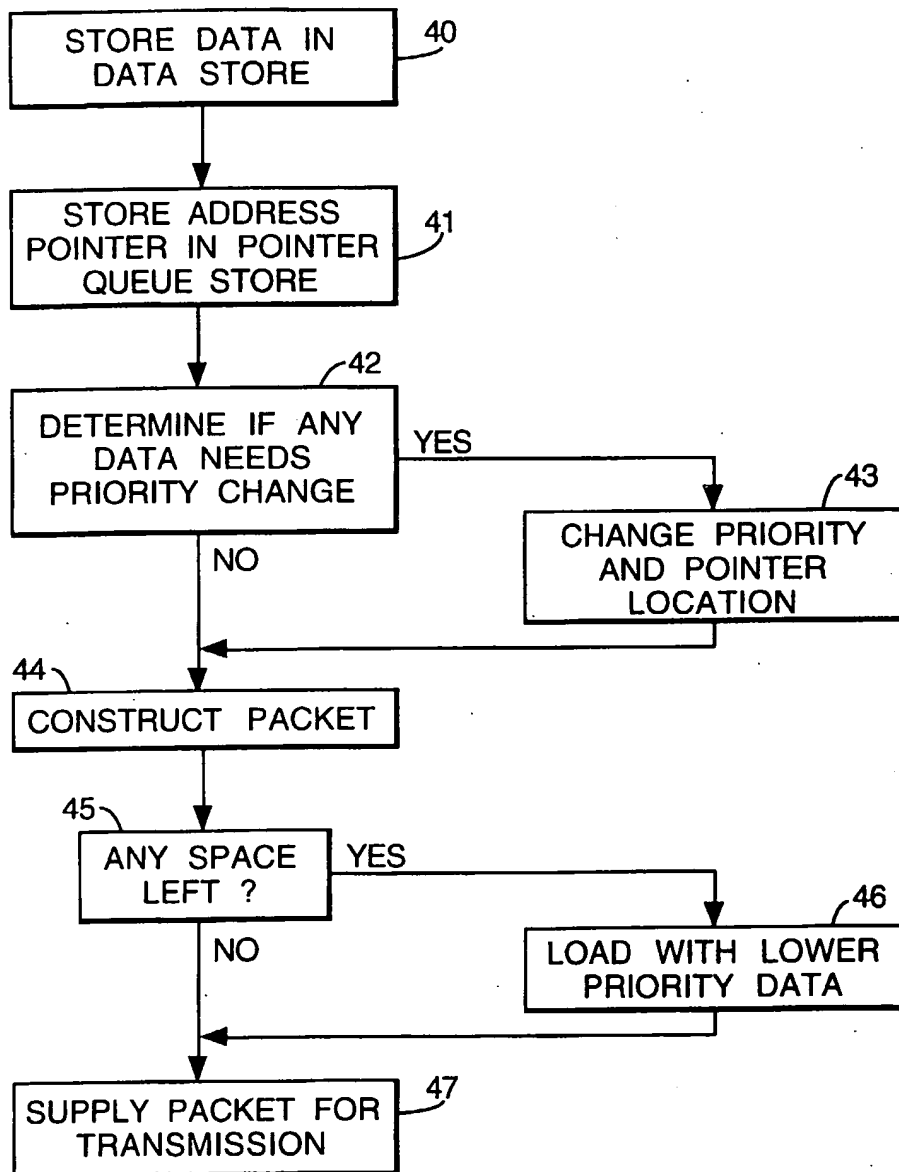 STORE DATA IN
DATA STORE
40
STORE ADDRESS
POINTER IN POINTER
QUEUE STORE
41
42
DETERMINE IF ANY
DATA NEEDS
PRIORITY CHANGE
YES
43
CHANGE PRIORITY
AND POINTER
LOCATION
NO
44
CONSTRUCT PACKET
45
ANY SPACE
LEFT ?
YES
46
LOAD WITH LOWER
PRIORITY DATA
NO
SUPPLY PACKET FOR
TRANSMISSION
47